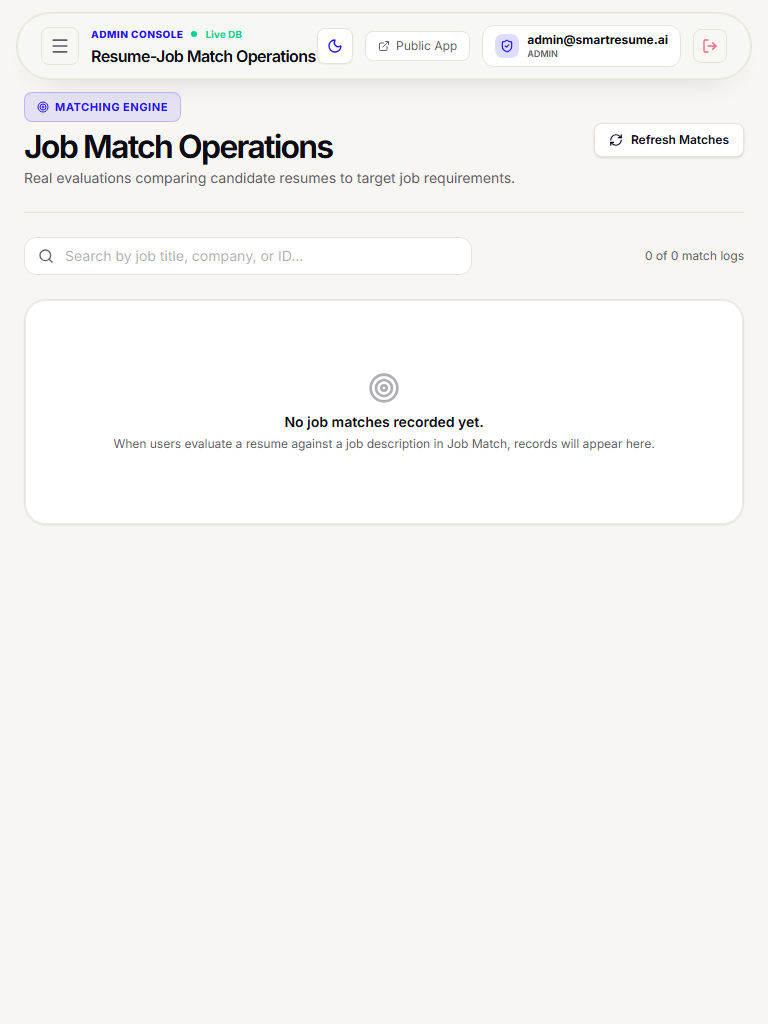 ADMIN CONSOLE Live DB
Resume-Job Match Operations
Public App
admin@smartresume.ai
ADMIN
MATCHING ENGINE
Job Match Operations
Real evaluations comparing candidate resumes to target job requirements.
Refresh Matches
Search by job title, company, or ID...
0 of 0 match logs
No job matches recorded yet.
When users evaluate a resume against a job description in Job Match, records will appear here.